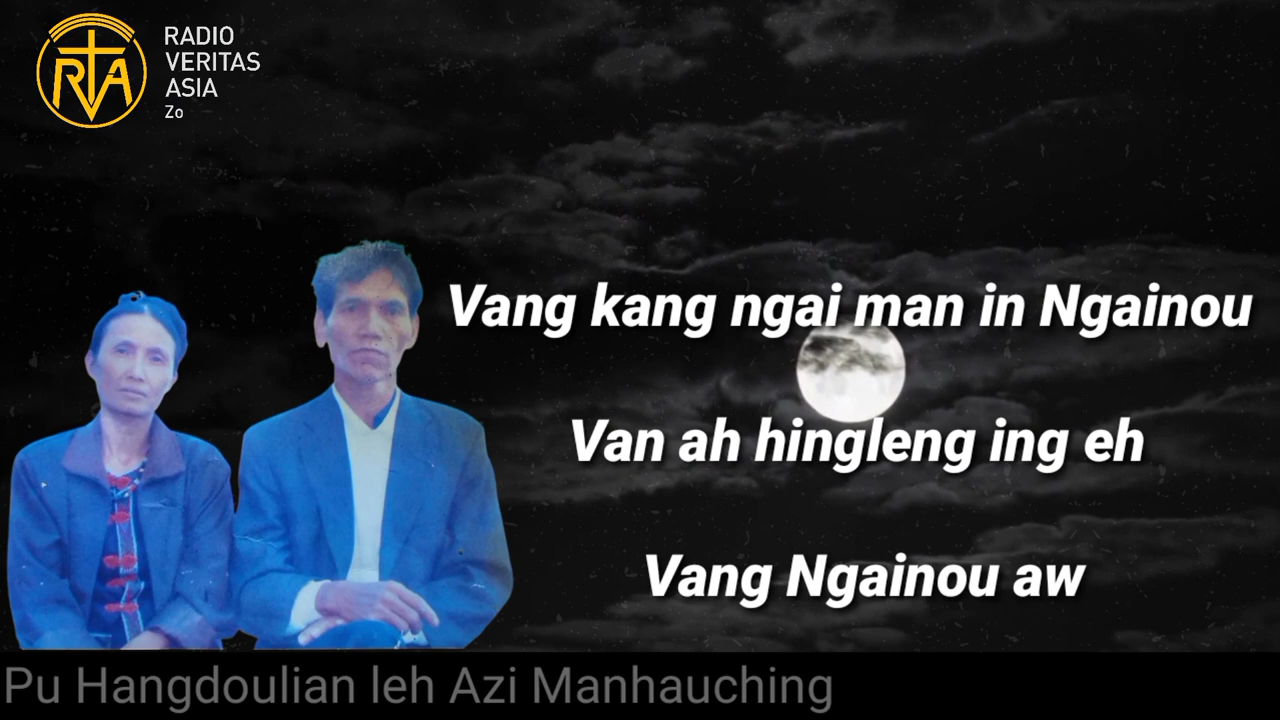 RTA
RADIO
VERITAS
ASIA
Zo
Vang kang ngai man in Ngainou
Van ah hingleng ing eh
Vang Ngainou aw
Pu Hangdoulian leh Azi Manhauching